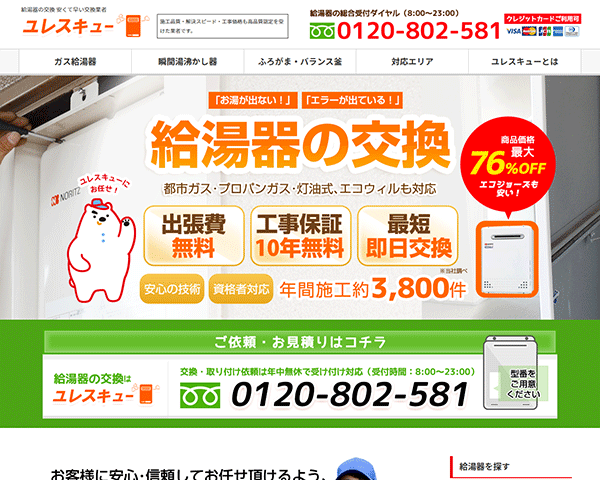 給湯器の交換 安くてない交換業者
ユレスキュー
施工品質・解決スピード・工事価格も高品質認定を受
けた業者です。
給湯器の総合受付ダイヤル（8:00〜23:00）
0120-802-581
クレジットカードご利用可
VISA
ガス給湯器
瞬間湯沸かし器
ふろがま・バランス釜
対応エリア
ユレスキューとは
「お湯が出ない！」
「エラーが出ている！」
給湯器の交換
都市ガス・プロパンガス・灯油式、エコウィルも対応
ユレスキューに
お任せ！
NORITZ
商品価格
最大
76%OFF
エコジョーズも
安い！
出張費
無料
工事保証
10年無料
最短
即日交換
※当社調べ
安心の技術
資格者対応
年間施工約3,800件
ご依頼・お見積りはコチラ
給湯器の交換は
ユレスキュー
交換・取り付け依頼は年中無休で受け付け対応（受付時間：8:00〜23:00）
0120-802-581
型番を
ご用意
ください
お客様に安心・信頼してお任せ頂けるよう、
給湯器を探す